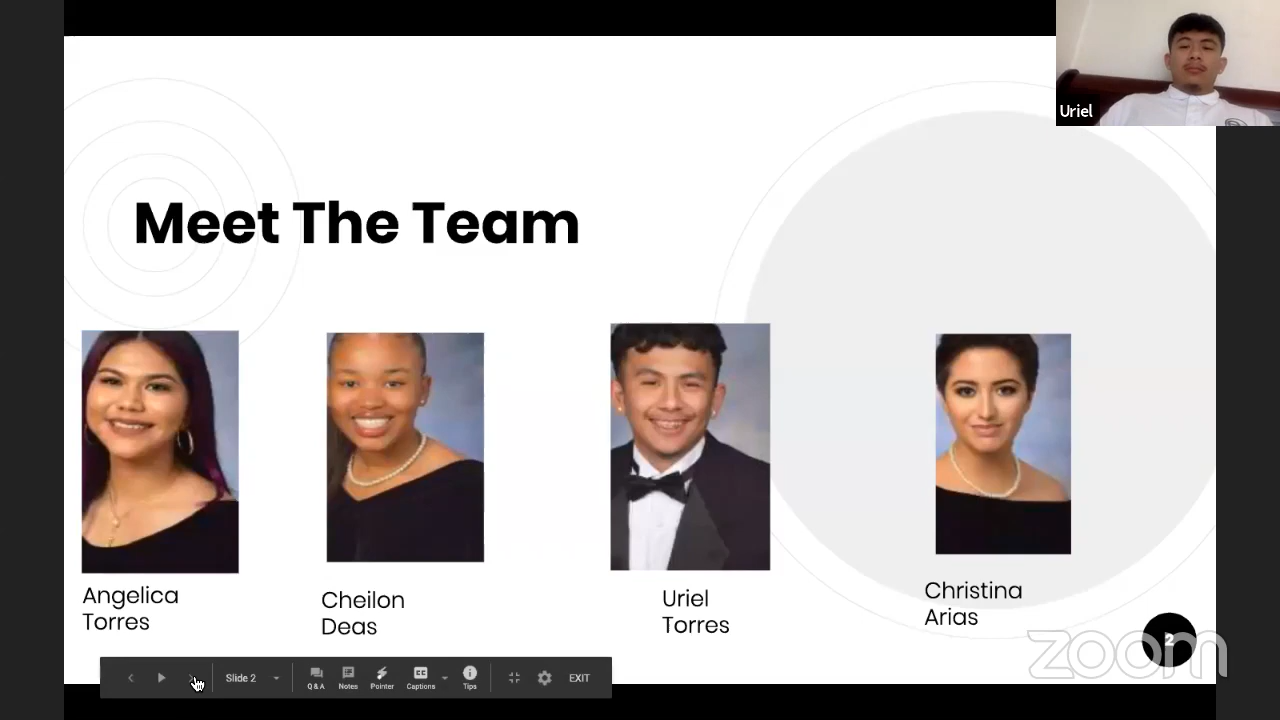 Uriel
Meet The Team
Angelica
Torres
Cheilon
Deas
Uriel
Torres
Christina
Arias
2
zoom
Slide 2
Q & A
Notes
Pointer
Captions
Tips
EXIT